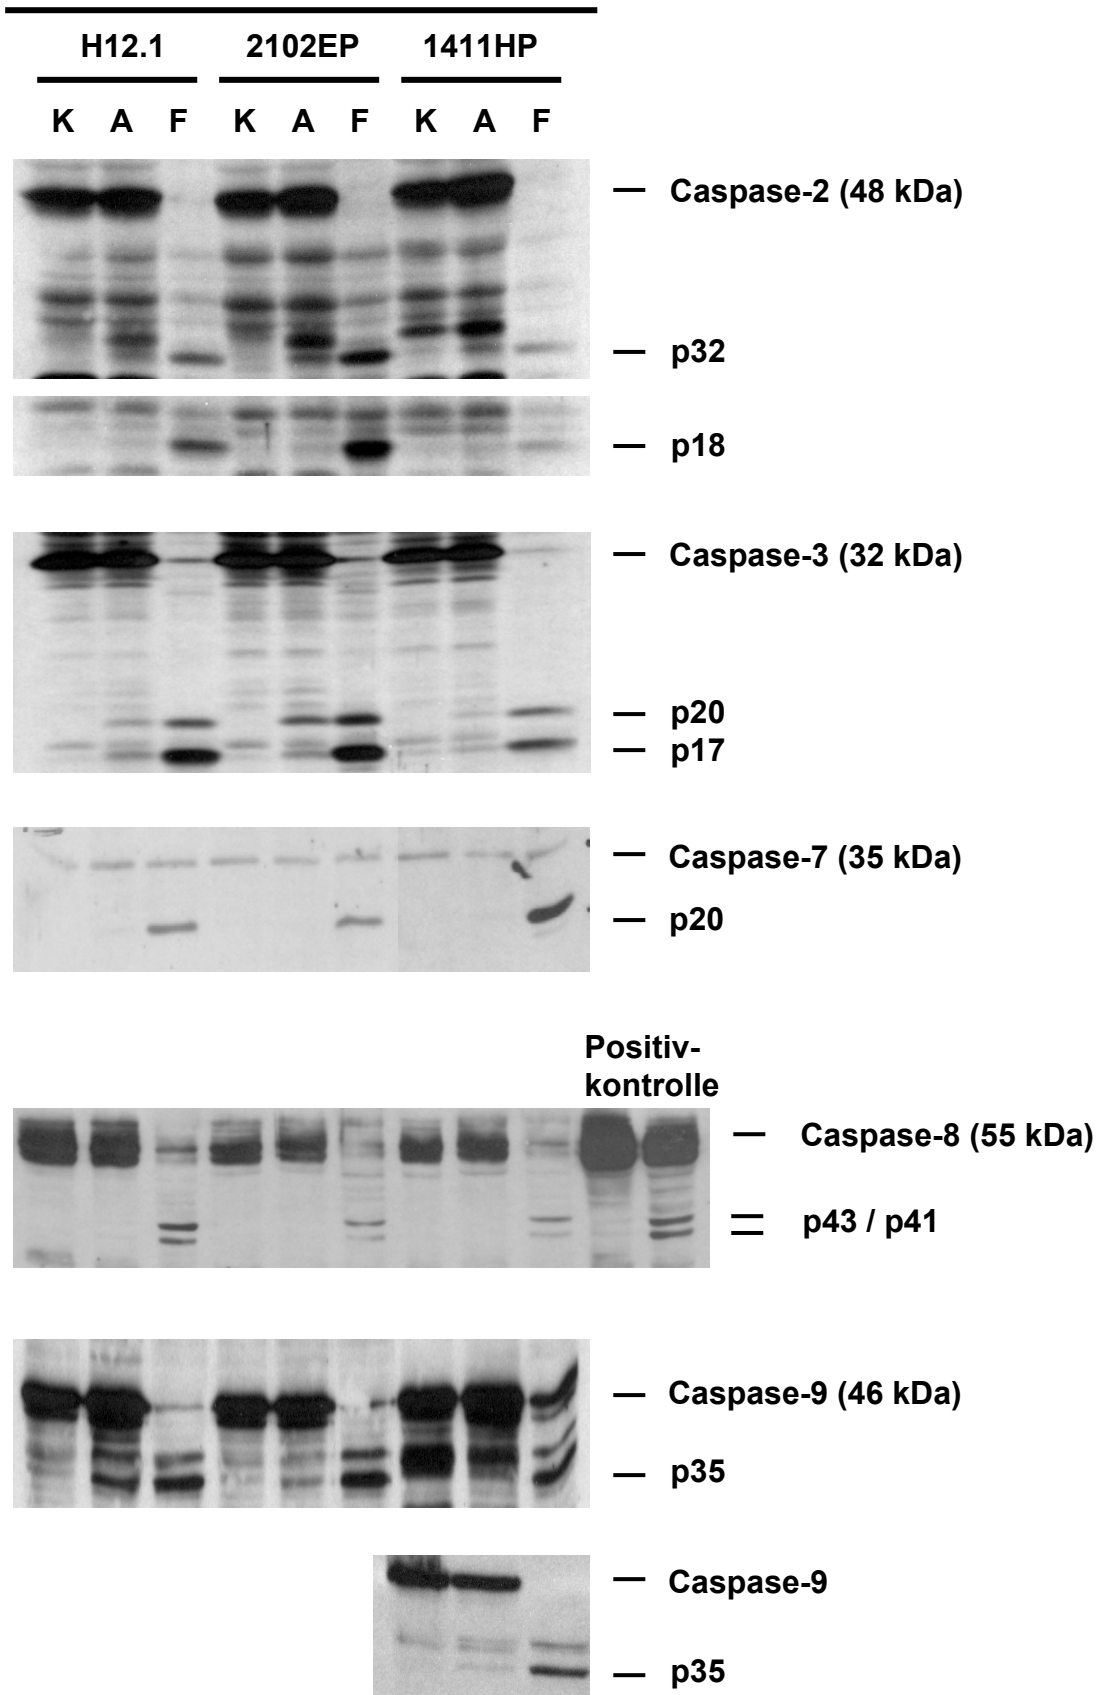 H12.1 2102EP 1411HP
K A F K A F K A F
Caspase-2 (48 kDa)
p32
p18
Caspase-3 (32 kDa)
p20
p17
Caspase-7 (35 kDa)
p20
Positiv-
kontrolle
Caspase-8 (55 kDa)
p43 / p41
Caspase-9 (46 kDa)
p35
Caspase-9
p35